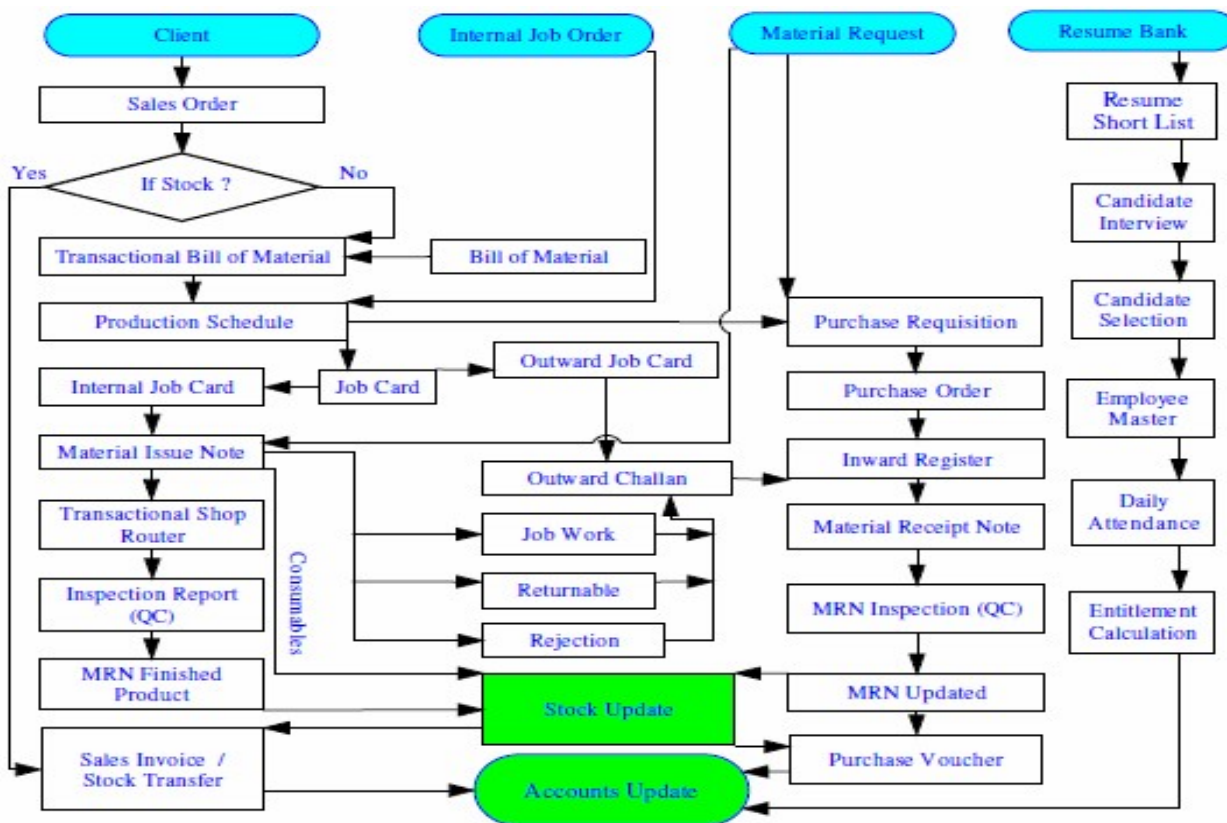 Client
Internal Job Order
Material Request
Resume Bank
Sales Order
Resume
Short List
Yes
If Stock ?
No
Candidate
Interview
Transactional Bill of Material
Bill of Material
Production Schedule
Purchase Requisition
Candidate
Selection
Outward Job Card
Internal Job Card
Job Card
Purchase Order
Employee
Master
Material Issue Note
Outward Challan
Inward Register
Transactional Shop
Router
Job Work
Material Receipt Note
Daily
Attendance
Consumables
Inspection Report
(QC)
Returnable
MRN Inspection (QC)
Entitlement
Calculation
Rejection
MRN Finished
Product
Stock Update
MRN Updated
Sales Invoice /
Stock Transfer
Purchase Voucher
Accounts Update